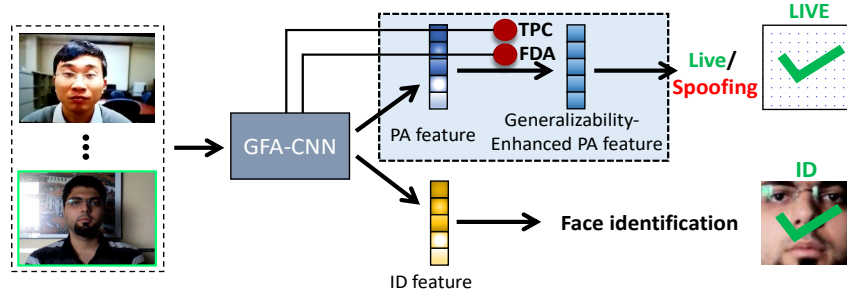 LIVE
TPC
FDA
Live/
Spoofing
GFA-CNN
PA feature
Generalizability-
Enhanced PA feature
ID
Face identification
ID feature